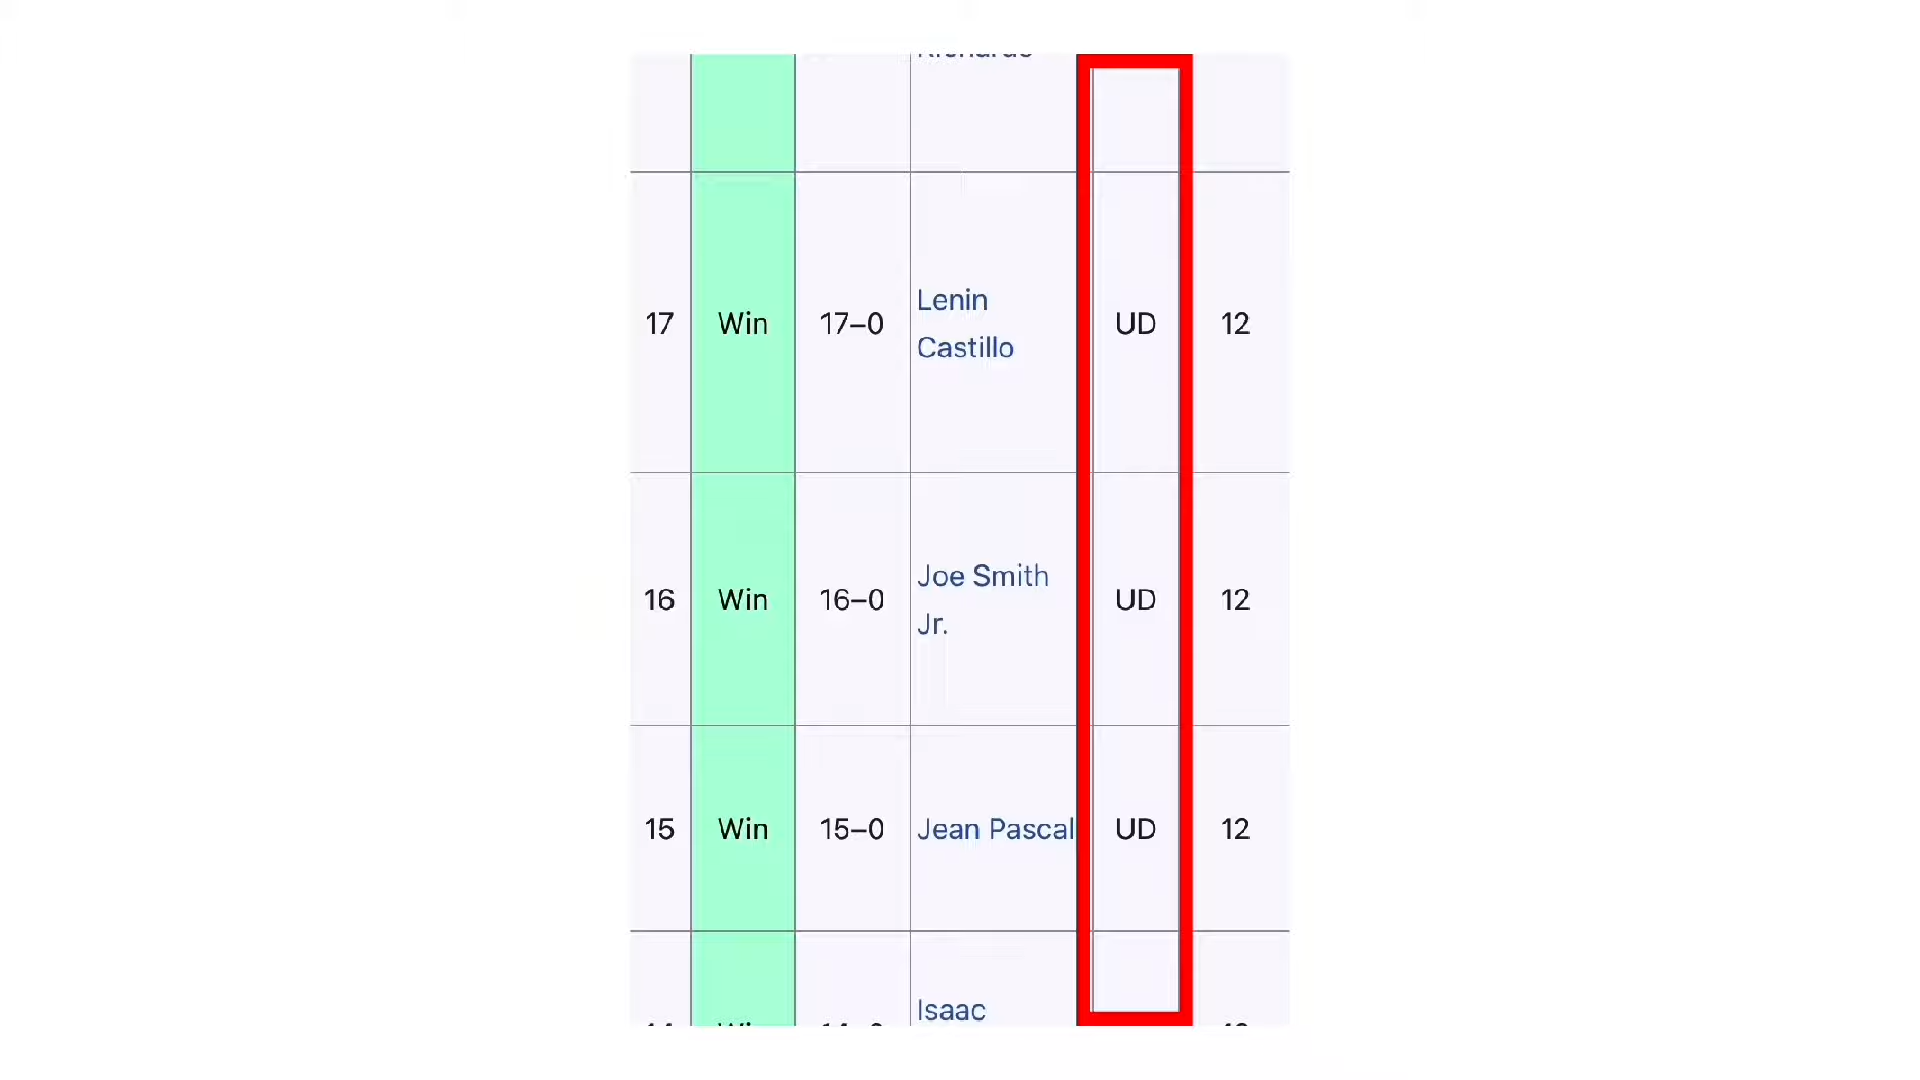 17 Win 17–0 Lenin Castillo UD 12
16 Win 16–0 Joe Smith Jr. UD 12
15 Win 15–0 Jean Pascal UD 12
Isaac